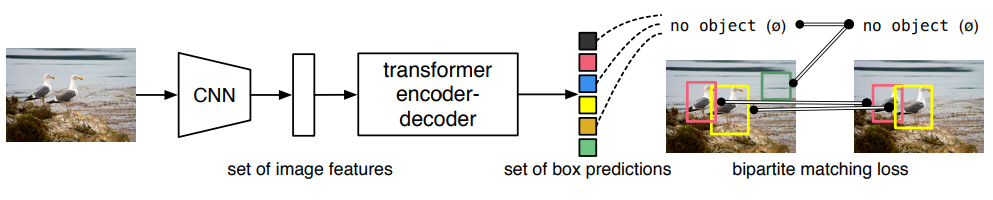 no object (ø) no object (ø)
CNN
transformer
encoder-
decoder
set of image features set of box predictions bipartite matching loss